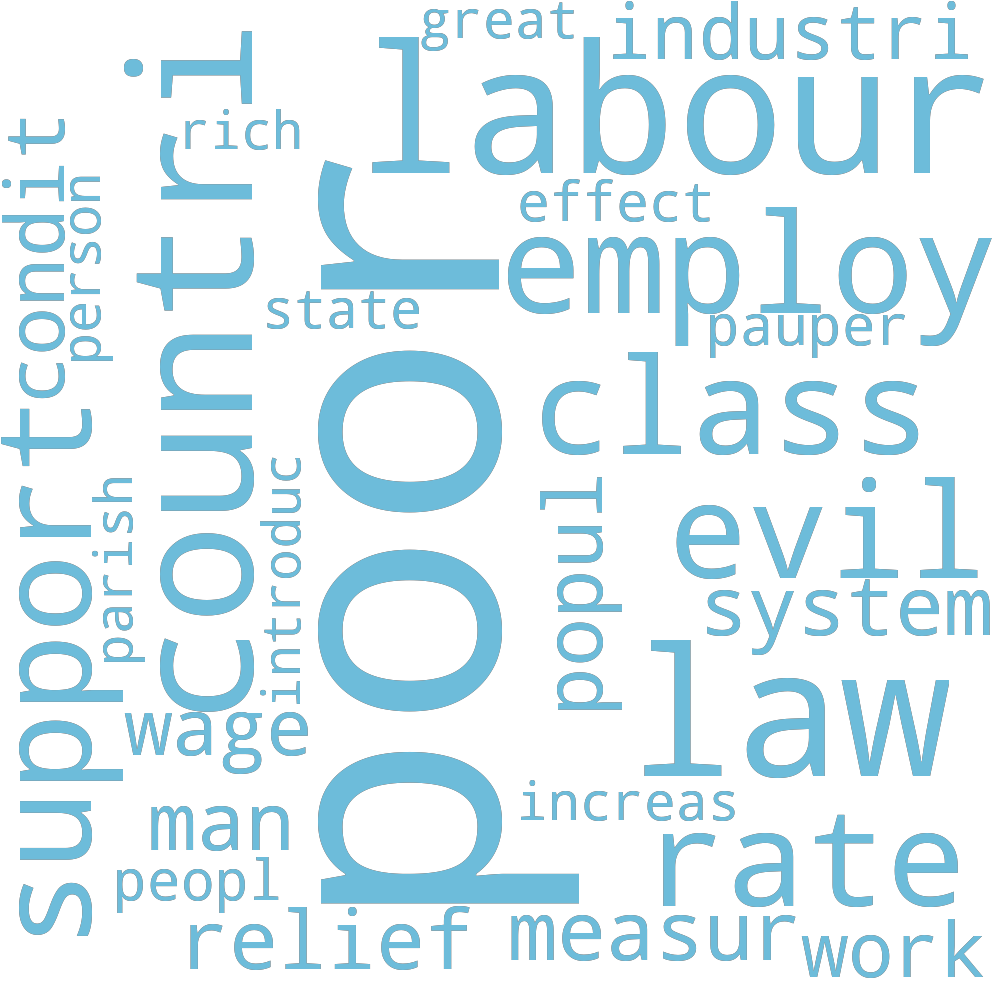 great
industri
labour
rich
countri
condit
person
effect
employ
state
pauper
poor
class
support
parish
introduc
popul
evil
system
law
wage
man
increas
rate
peopl
relief
measur
work